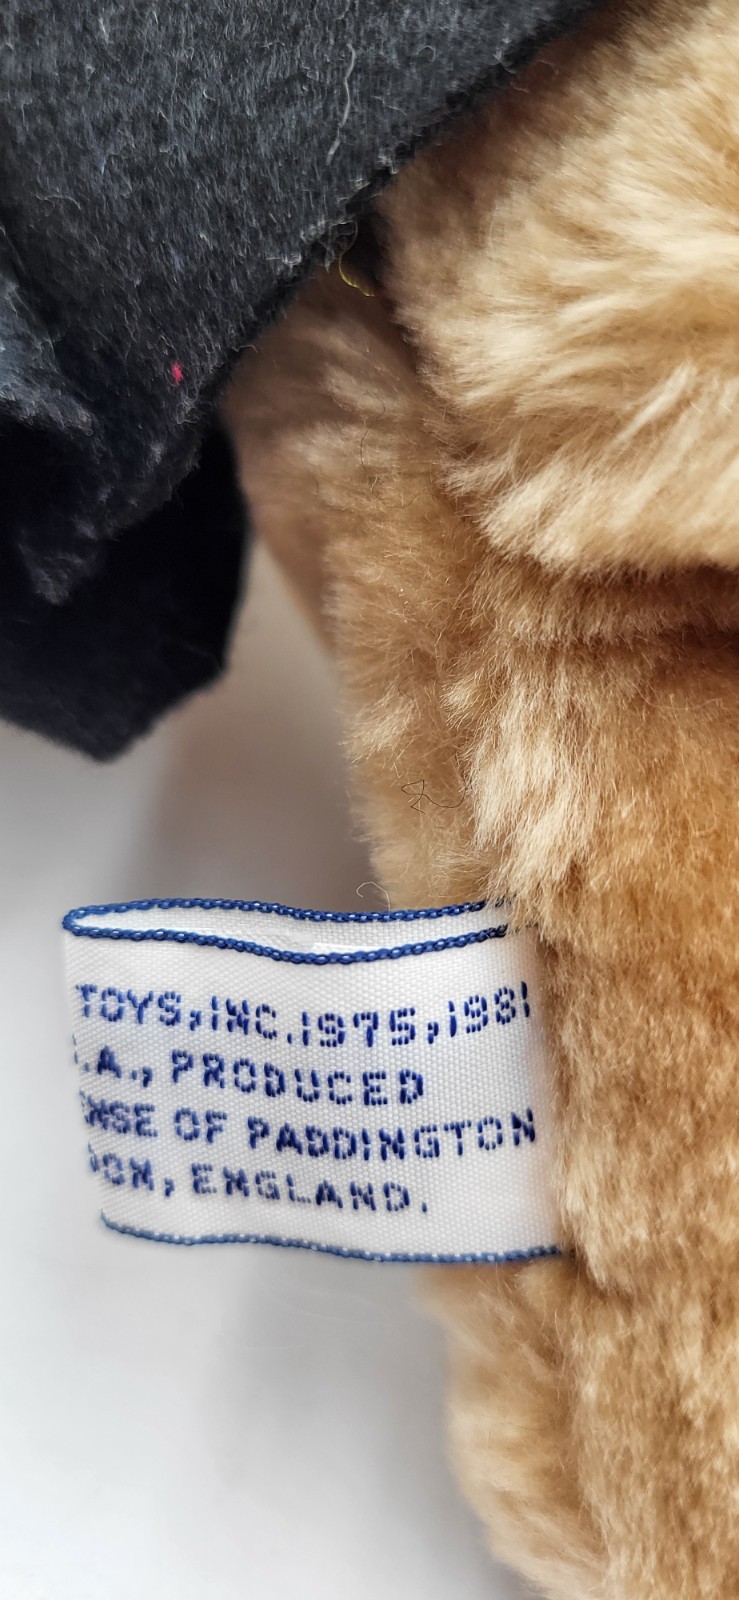 TOYS, INC. 1975, 1981
.A., PRODUCED
ENSE OF PADDINGTON
DON, ENGLAND.